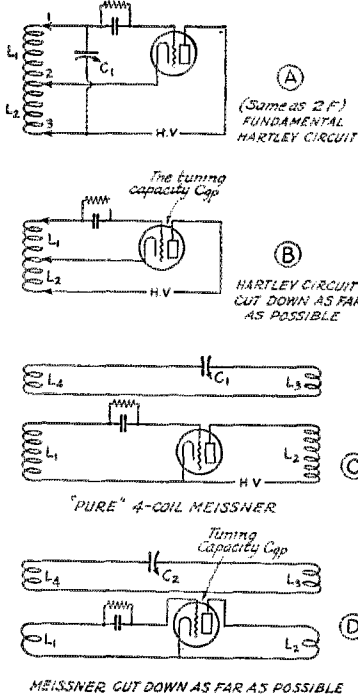 1
L1
2
C1
L2
3
H.V
A
(Same as 2F)
FUNDAMENTAL
HARTLEY CIRCUIT
The tuning
capacity Cgp
L1
L2
H.V
B
HARTLEY CIRCUIT
CUT DOWN AS FAR
AS POSSIBLE
L4
C1
L3
L1
L2
H.V
C
"PURE" 4-COIL MEISSNER
Tuning
Capacity Cgp
L4
C2
L3
L1
L2
D
MEISSNER CUT DOWN AS FAR AS POSSIBLE